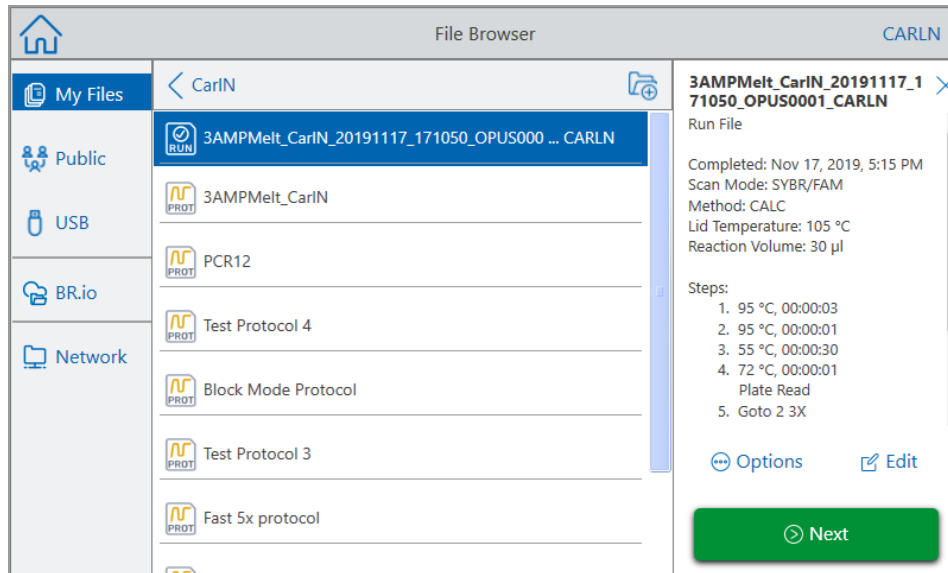 File Browser
CARLN
My Files
Public
USB
BR.io
Network
CarIN
RUN
3AMPMelt_CarIN_20191117_171050_OPUS000 ... CARLN
PROT
3AMPMelt_CarIN
PROT
PCR12
PROT
Test Protocol 4
PROT
Block Mode Protocol
PROT
Test Protocol 3
PROT
Fast 5x protocol
3AMPMelt_CarIN_20191117_1
71050_OPUS0001_CARLN
Run File
Completed: Nov 17, 2019, 5:15 PM
Scan Mode: SYBR/FAM
Method: CALC
Lid Temperature: 105 °C
Reaction Volume: 30 µl
Steps:
1. 95 °C, 00:00:03
2. 95 °C, 00:00:01
3. 55 °C, 00:00:30
4. 72 °C, 00:00:01
Plate Read
5. Goto 2 3X
Options
Edit
Next